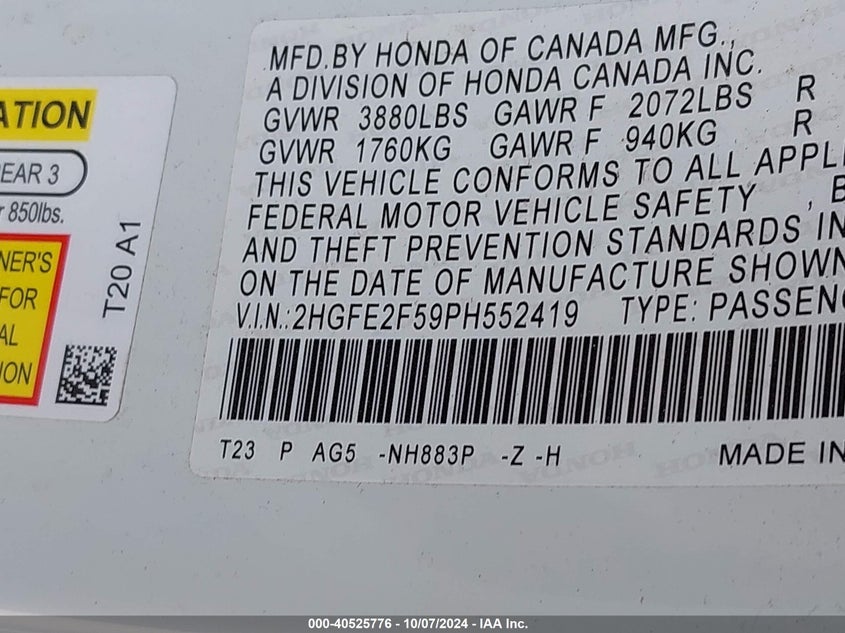 MFD.BY HONDA OF CANADA MFG.,
A DIVISION OF HONDA CANADA INC.
GVWR 3880LBS GAWR F 2072LBS R
GVWR 1760KG GAWR F 940KG R
THIS VEHICLE CONFORMS TO ALL APPLI
FEDERAL MOTOR VEHICLE SAFETY , B
AND THEFT PREVENTION STANDARDS IN
ON THE DATE OF MANUFACTURE SHOWN
V.I.N.:2HGFE2F59PH552419 TYPE: PASSENG
T23 P AG5 -NH883P -Z -H MADE IN
ATION
REAR 3
r 850lbs.
NER'S
FOR
AL
ION
T20 A1
000-40525776 - 10/07/2024 - IAA Inc.